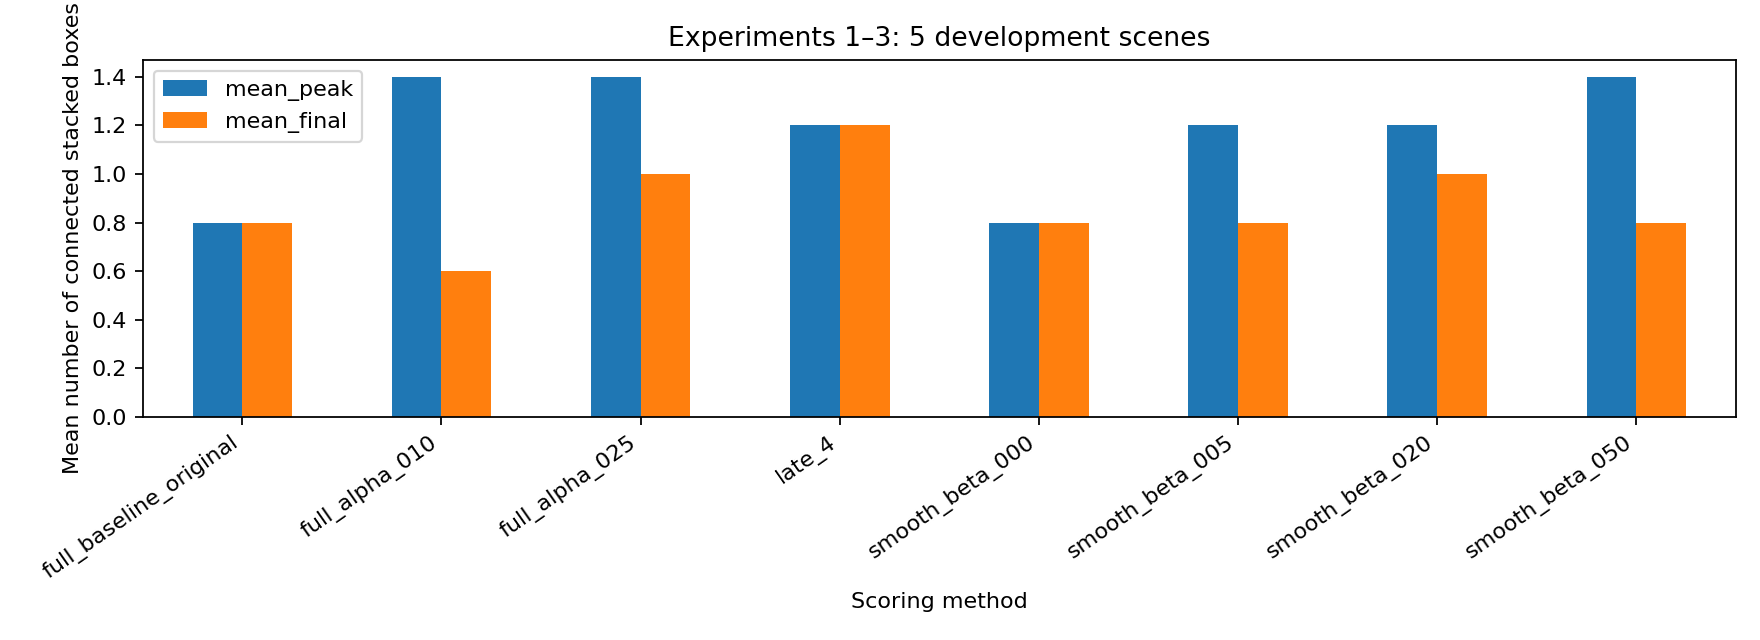 Experiments 1–3: 5 development scenes
Mean number of connected stacked boxes
mean_peak
mean_final
1.4
1.2
1.0
0.8
0.6
0.4
0.2
0.0
full_baseline_original
full_alpha_010
full_alpha_025
late_4
smooth_beta_000
smooth_beta_005
smooth_beta_020
smooth_beta_050
Scoring method